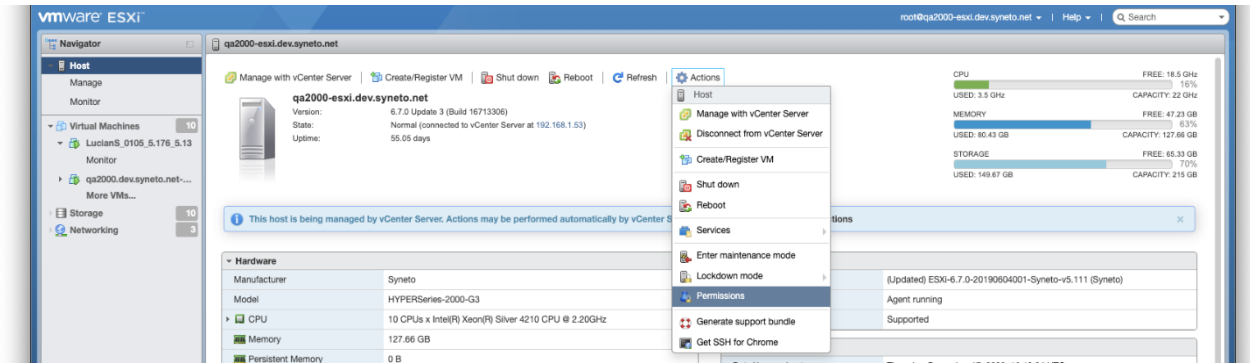 vmware ESXi™
root@qa2000-esxi.dev.syneto.net | Help | Search
Navigator
qa2000-esxi.dev.syneto.net
Host
Manage
Monitor
Virtual Machines 10
LucianS_0105_5.176_5.13
Monitor
qa2000.dev.syneto.net-...
More VMs...
Storage 10
Networking 3
Manage with vCenter Server | Create/Register VM | Shut down Reboot | Refresh | Actions
qa2000-esxi.dev.syneto.net
Version: 6.7.0 Update 3 (Build 16713306)
State: Normal (connected to vCenter Server at 192.168.1.53)
Uptime: 55.05 days
Host
Manage with vCenter Server
Disconnect from vCenter Server
Create/Register VM
Shut down
Reboot
Services
Enter maintenance mode
Lockdown mode
Permissions
Generate support bundle
Get SSH for Chrome
CPU FREE: 18.5 GHz
16%
USED: 3.5 GHz CAPACITY: 22 GHz
MEMORY FREE: 47.23 GB
63%
USED: 80.43 GB CAPACITY: 127.66 GB
STORAGE FREE: 65.33 GB
70%
USED: 149.67 GB CAPACITY: 215 GB
This host is being managed by vCenter Server. Actions may be performed automatically by vCenter S tions
Hardware
Manufacturer Syneto
Model HYPERSeries-2000-G3
CPU 10 CPUs x Intel(R) Xeon(R) Silver 4210 CPU @ 2.20GHz
Memory 127.66 GB
Persistent Memory 0 B
(Updated) ESXi-6.7.0-20190604001-Syneto-v5.111 (Syneto)
Agent running
Supported